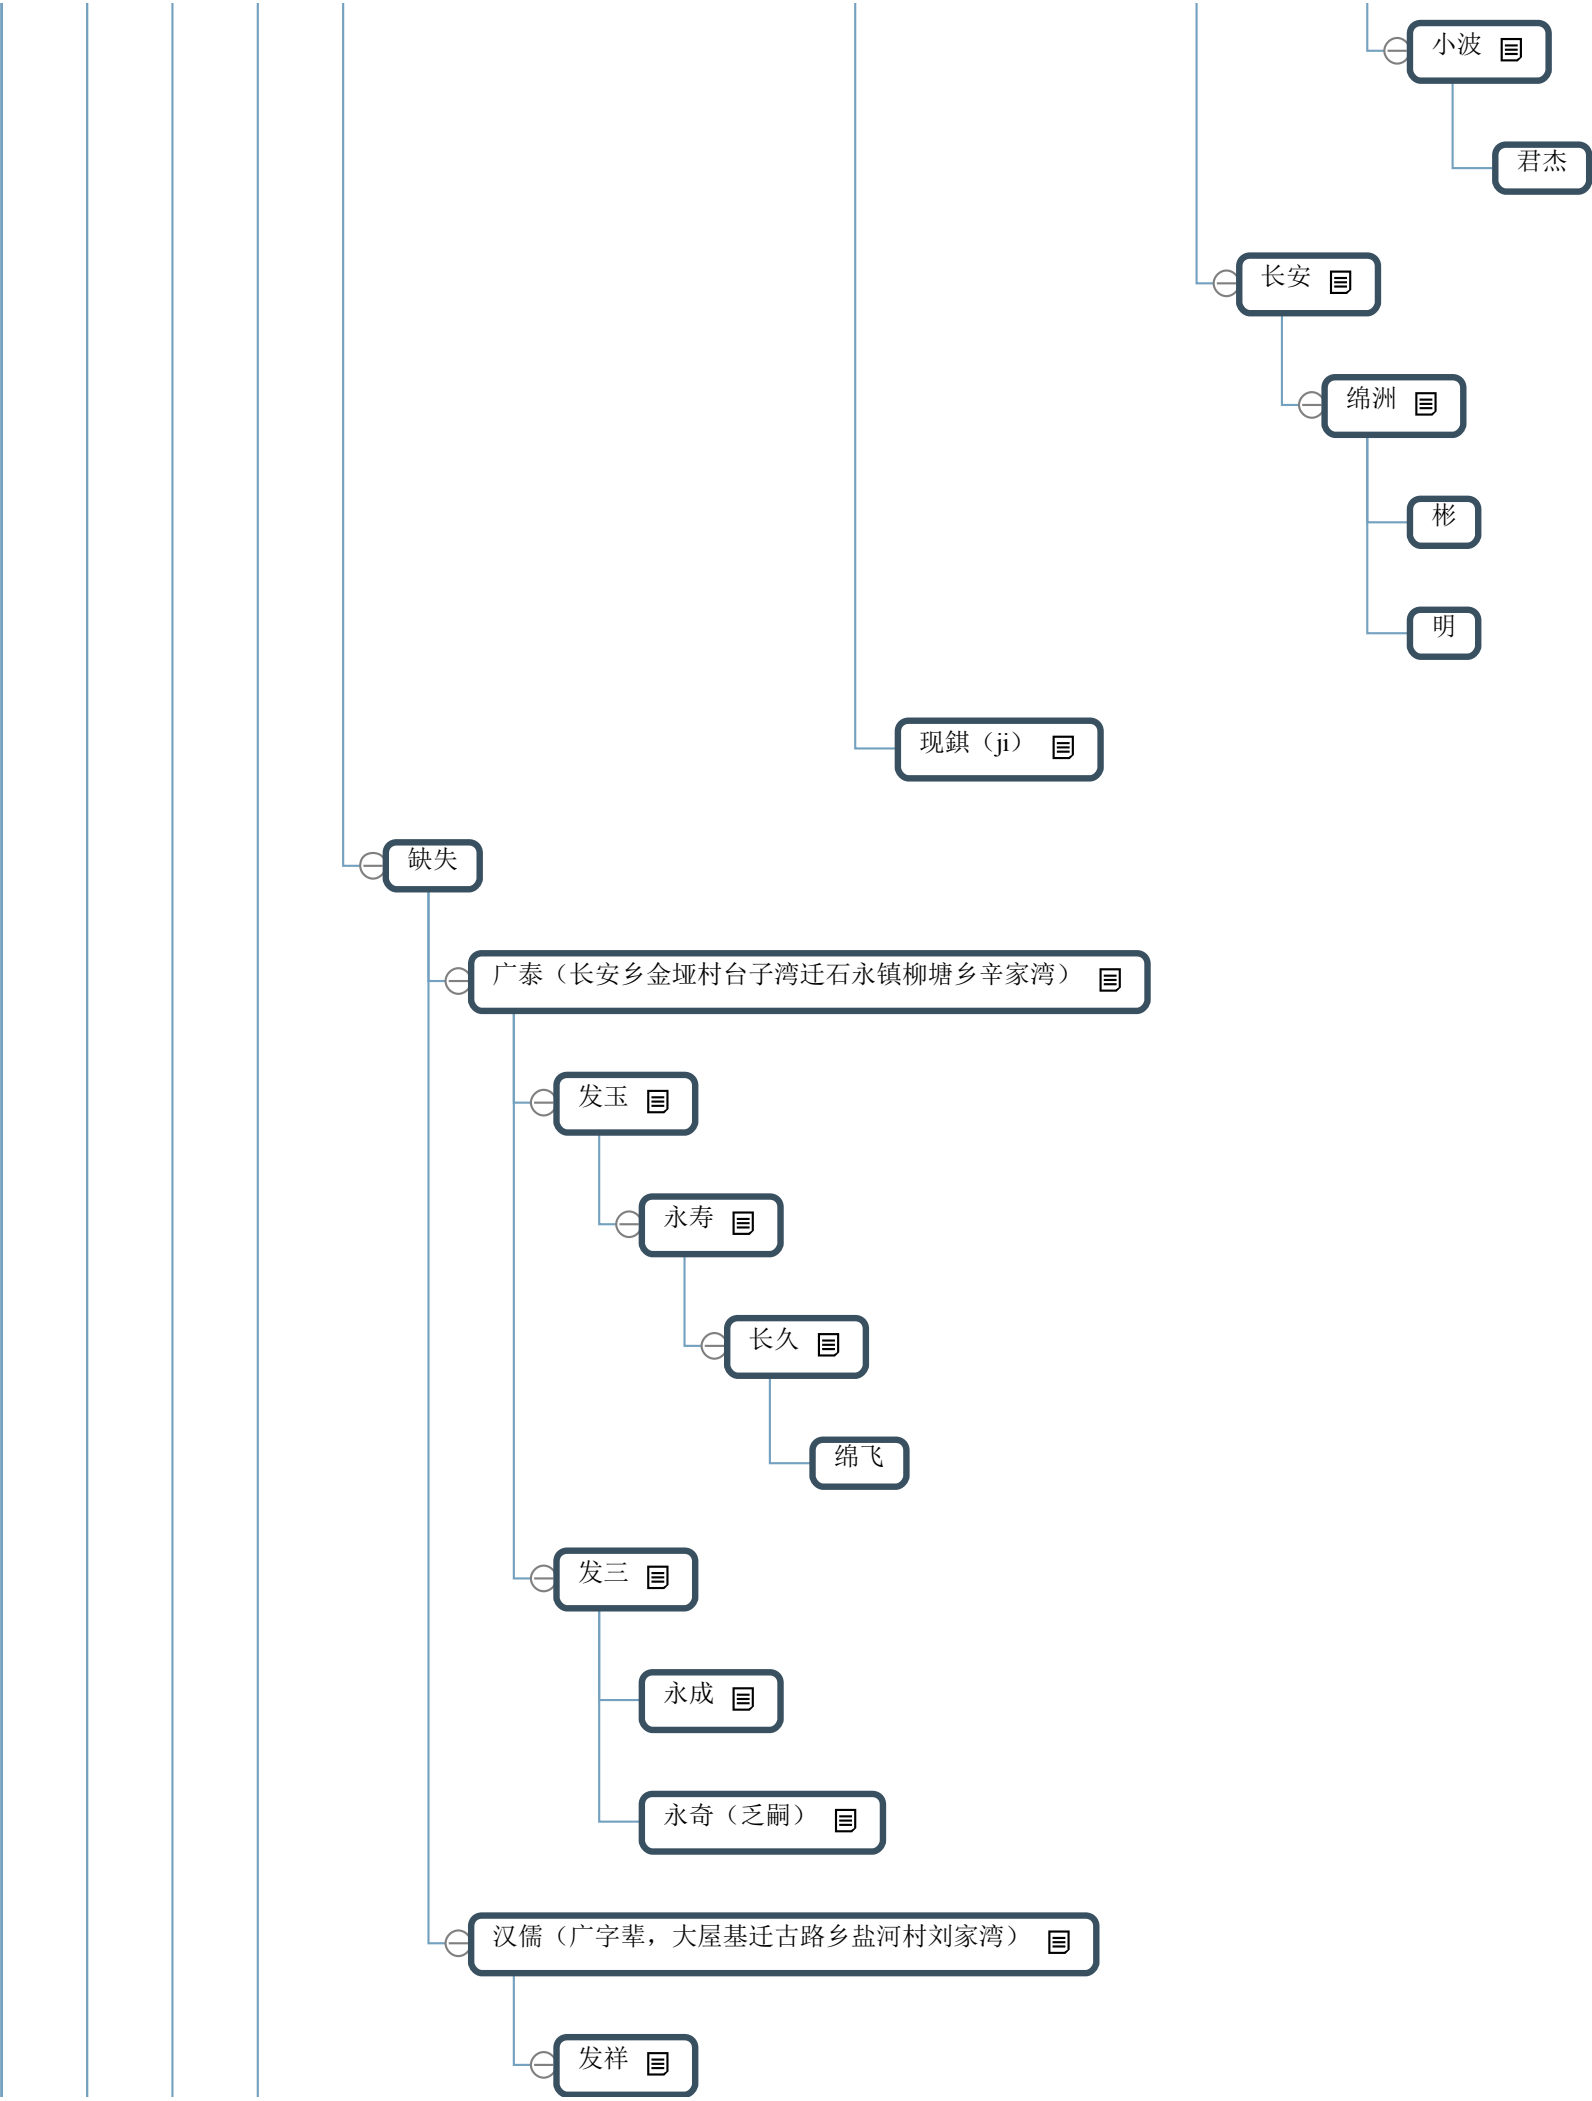 小波
君杰
长安
绵洲
彬
明
现錤（ji）
缺失
广泰（长安乡金垭村台子湾迁石永镇柳塘乡辛家湾）
发玉
永寿
长久
绵飞
发三
永成
永奇（乏嗣）
汉儒（广字辈，大屋基迁古路乡盐河村刘家湾）
发祥